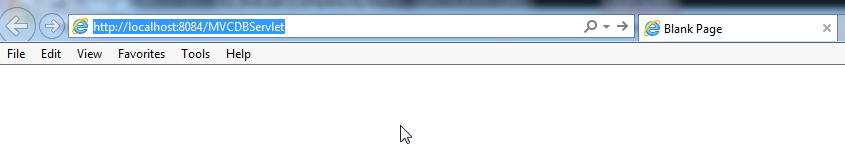 http://localhost:8084/MVCDBServlet
Blank Page
File Edit View Favorites Tools Help